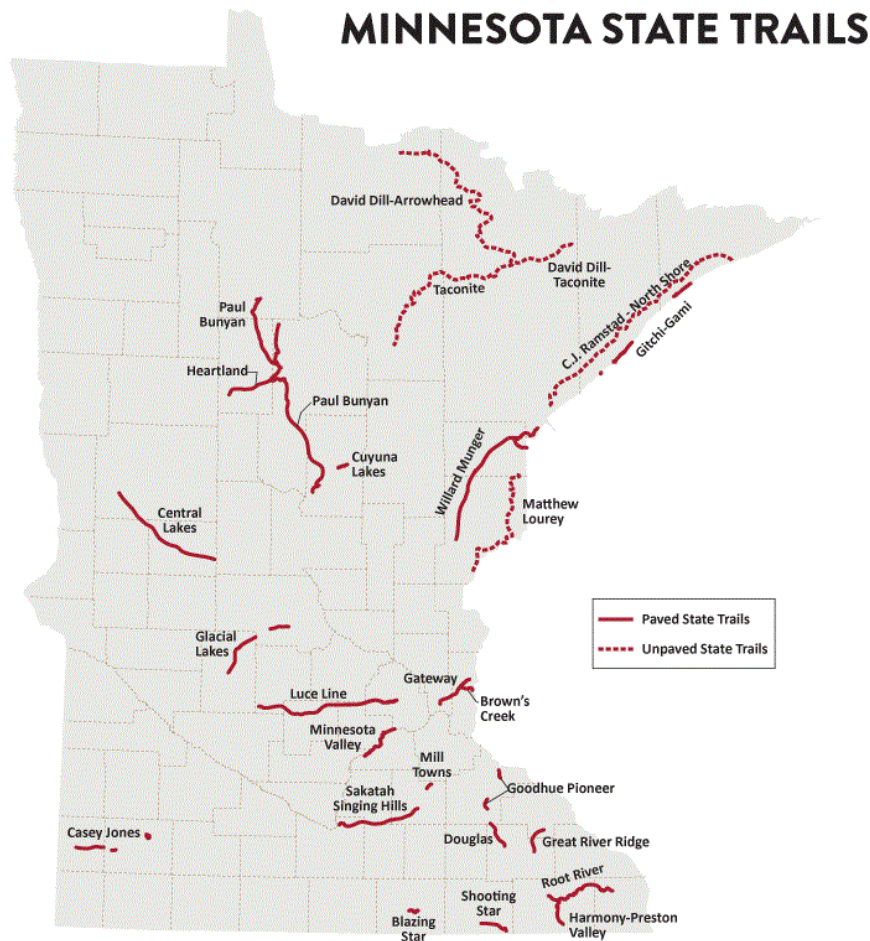 MINNESOTA STATE TRAILS
David Dill-Arrowhead
David Dill-
Taconite
Taconite
C.J. Ramstad - North Shore
Gitchi-Gami
Paul
Bunyan
Heartland
Paul Bunyan
Cuyuna
Lakes
Willard Munger
Matthew
Lourey
Central
Lakes
Paved State Trails
Unpaved State Trails
Glacial
Lakes
Gateway
Brown's
Creek
Luce Line
Minnesota
Valley
Mill
Towns
Goodhue Pioneer
Sakatah
Singing Hills
Casey Jones
Douglas
Great River Ridge
Root River
Shooting
Star
Harmony-Preston
Valley
Blazing
Star